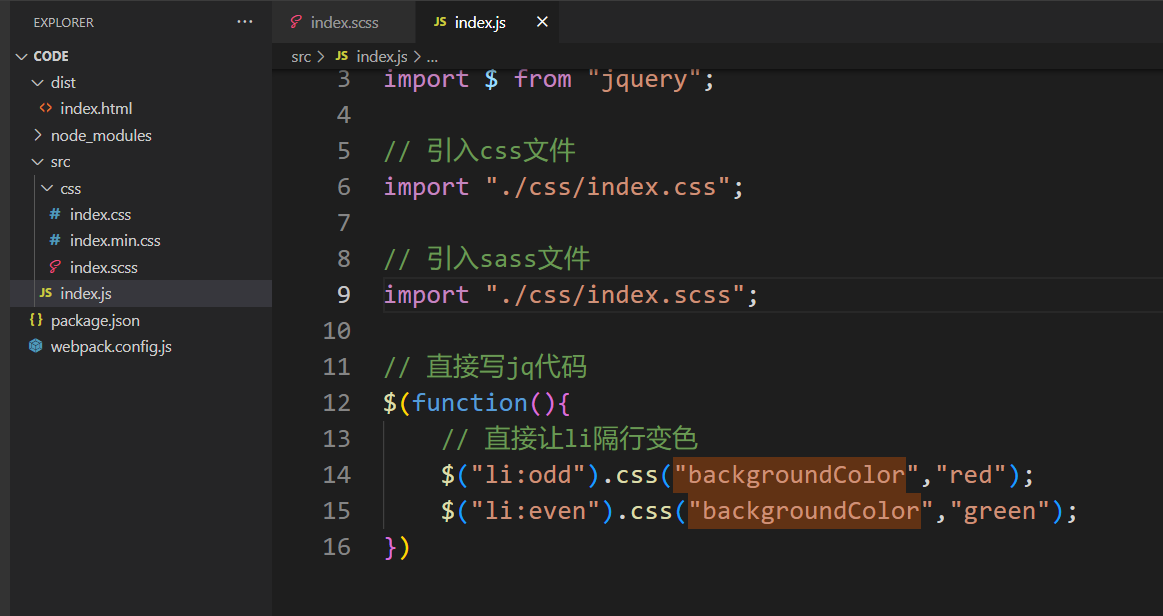 EXPLORER
...
CODE
dist
index.html
node_modules
src
css
index.css
index.min.css
index.scss
JS index.js
{} package.json
webpack.config.js
index.scss
JS index.js
src > JS index.js > ...
3 import $ from "jquery";
4
5 // 引入css文件
6 import "./css/index.css";
7
8 // 引入sass文件
9 import "./css/index.scss";
10
11 // 直接写jq代码
12 $(function(){
13 // 直接让li隔行变色
14 $("li:odd").css("backgroundColor","red");
15 $("li:even").css("backgroundColor","green");
16 })